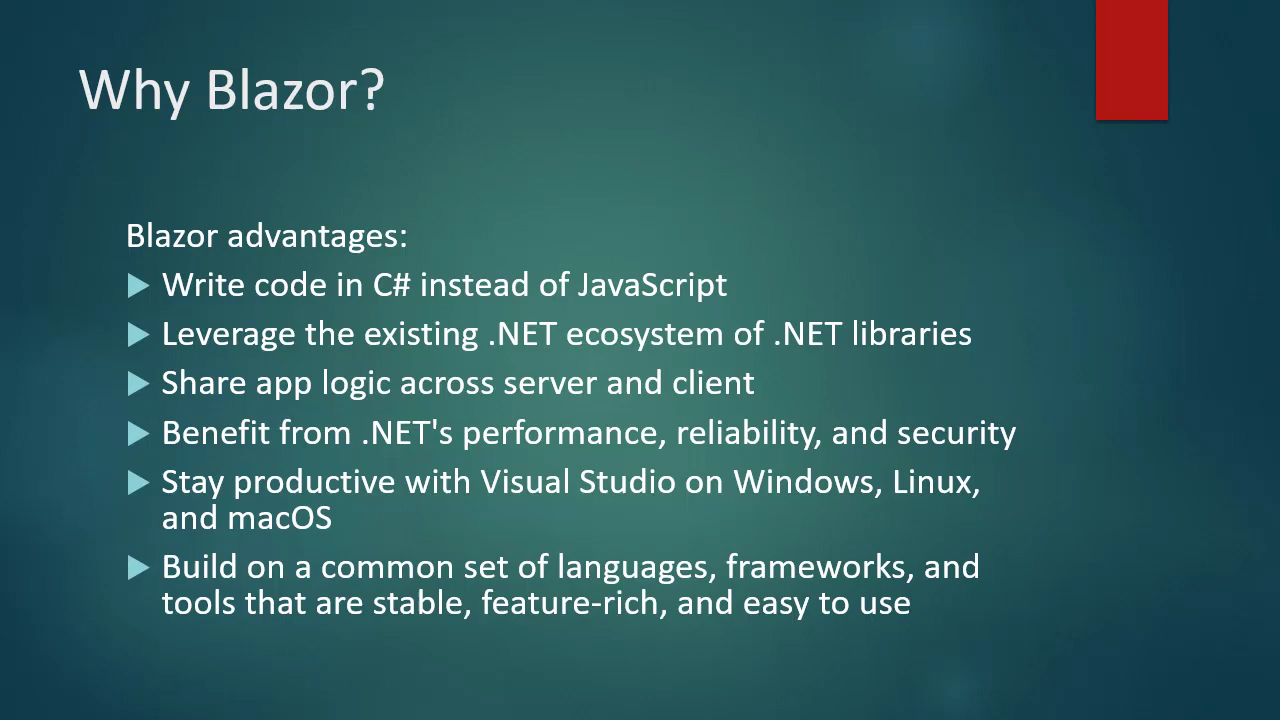 Why Blazor?
Blazor advantages:
Write code in C# instead of JavaScript
Leverage the existing .NET ecosystem of .NET libraries
Share app logic across server and client
Benefit from .NET's performance, reliability, and security
Stay productive with Visual Studio on Windows, Linux,
and macOS
Build on a common set of languages, frameworks, and
tools that are stable, feature-rich, and easy to use